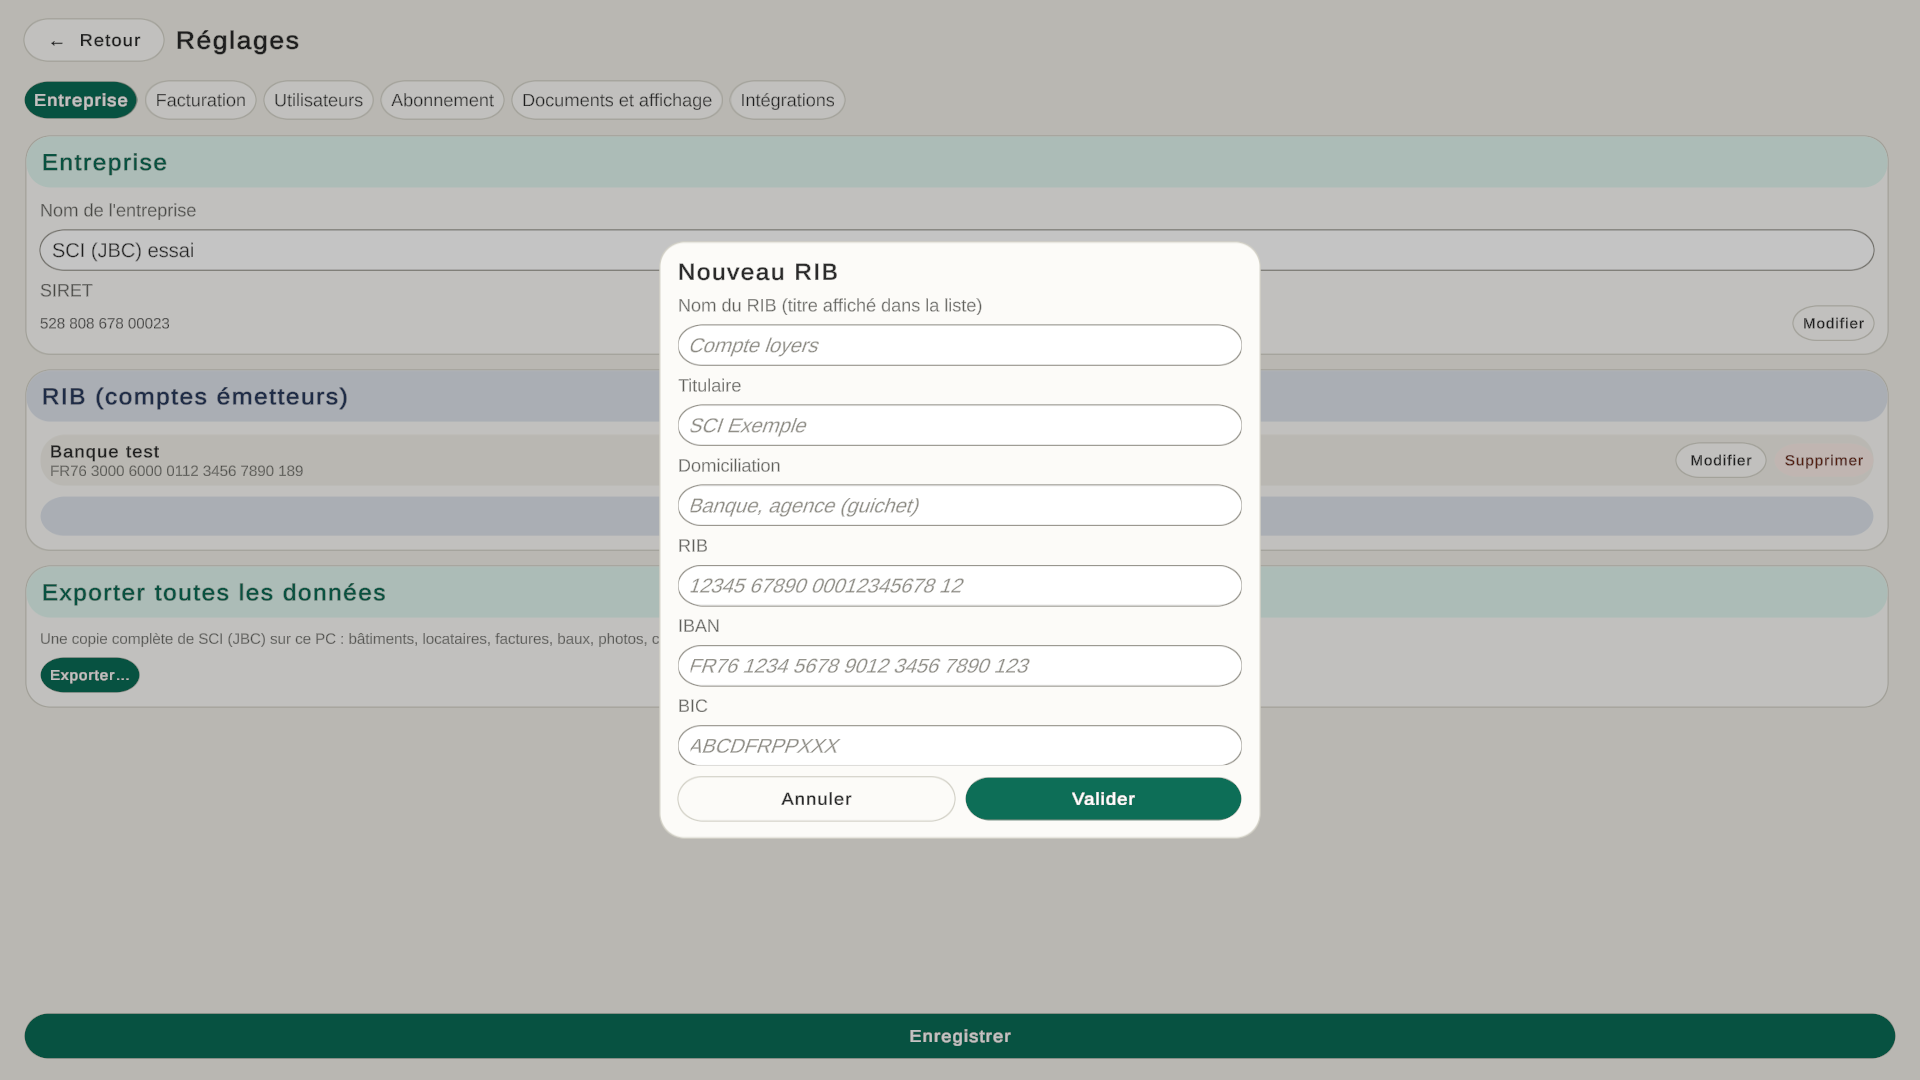 ← Retour
Réglages
Entreprise
Facturation
Utilisateurs
Abonnement
Documents et affichage
Intégrations
Entreprise
Nom de l'entreprise
SCI (JBC) essai
SIRET
528 808 678 00023
Modifier
RIB (comptes émetteurs)
Banque test
FR76 3000 6000 0112 3456 7890 189
Modifier
Supprimer
Exporter toutes les données
Une copie complète de SCI (JBC) sur ce PC : bâtiments, locataires, factures, baux, photos, c
Exporter...
Nouveau RIB
Nom du RIB (titre affiché dans la liste)
Compte loyers
Titulaire
SCI Exemple
Domiciliation
Banque, agence (guichet)
RIB
12345 67890 00012345678 12
IBAN
FR76 1234 5678 9012 3456 7890 123
BIC
ABCDFRPPXXX
Annuler
Valider
Enregistrer